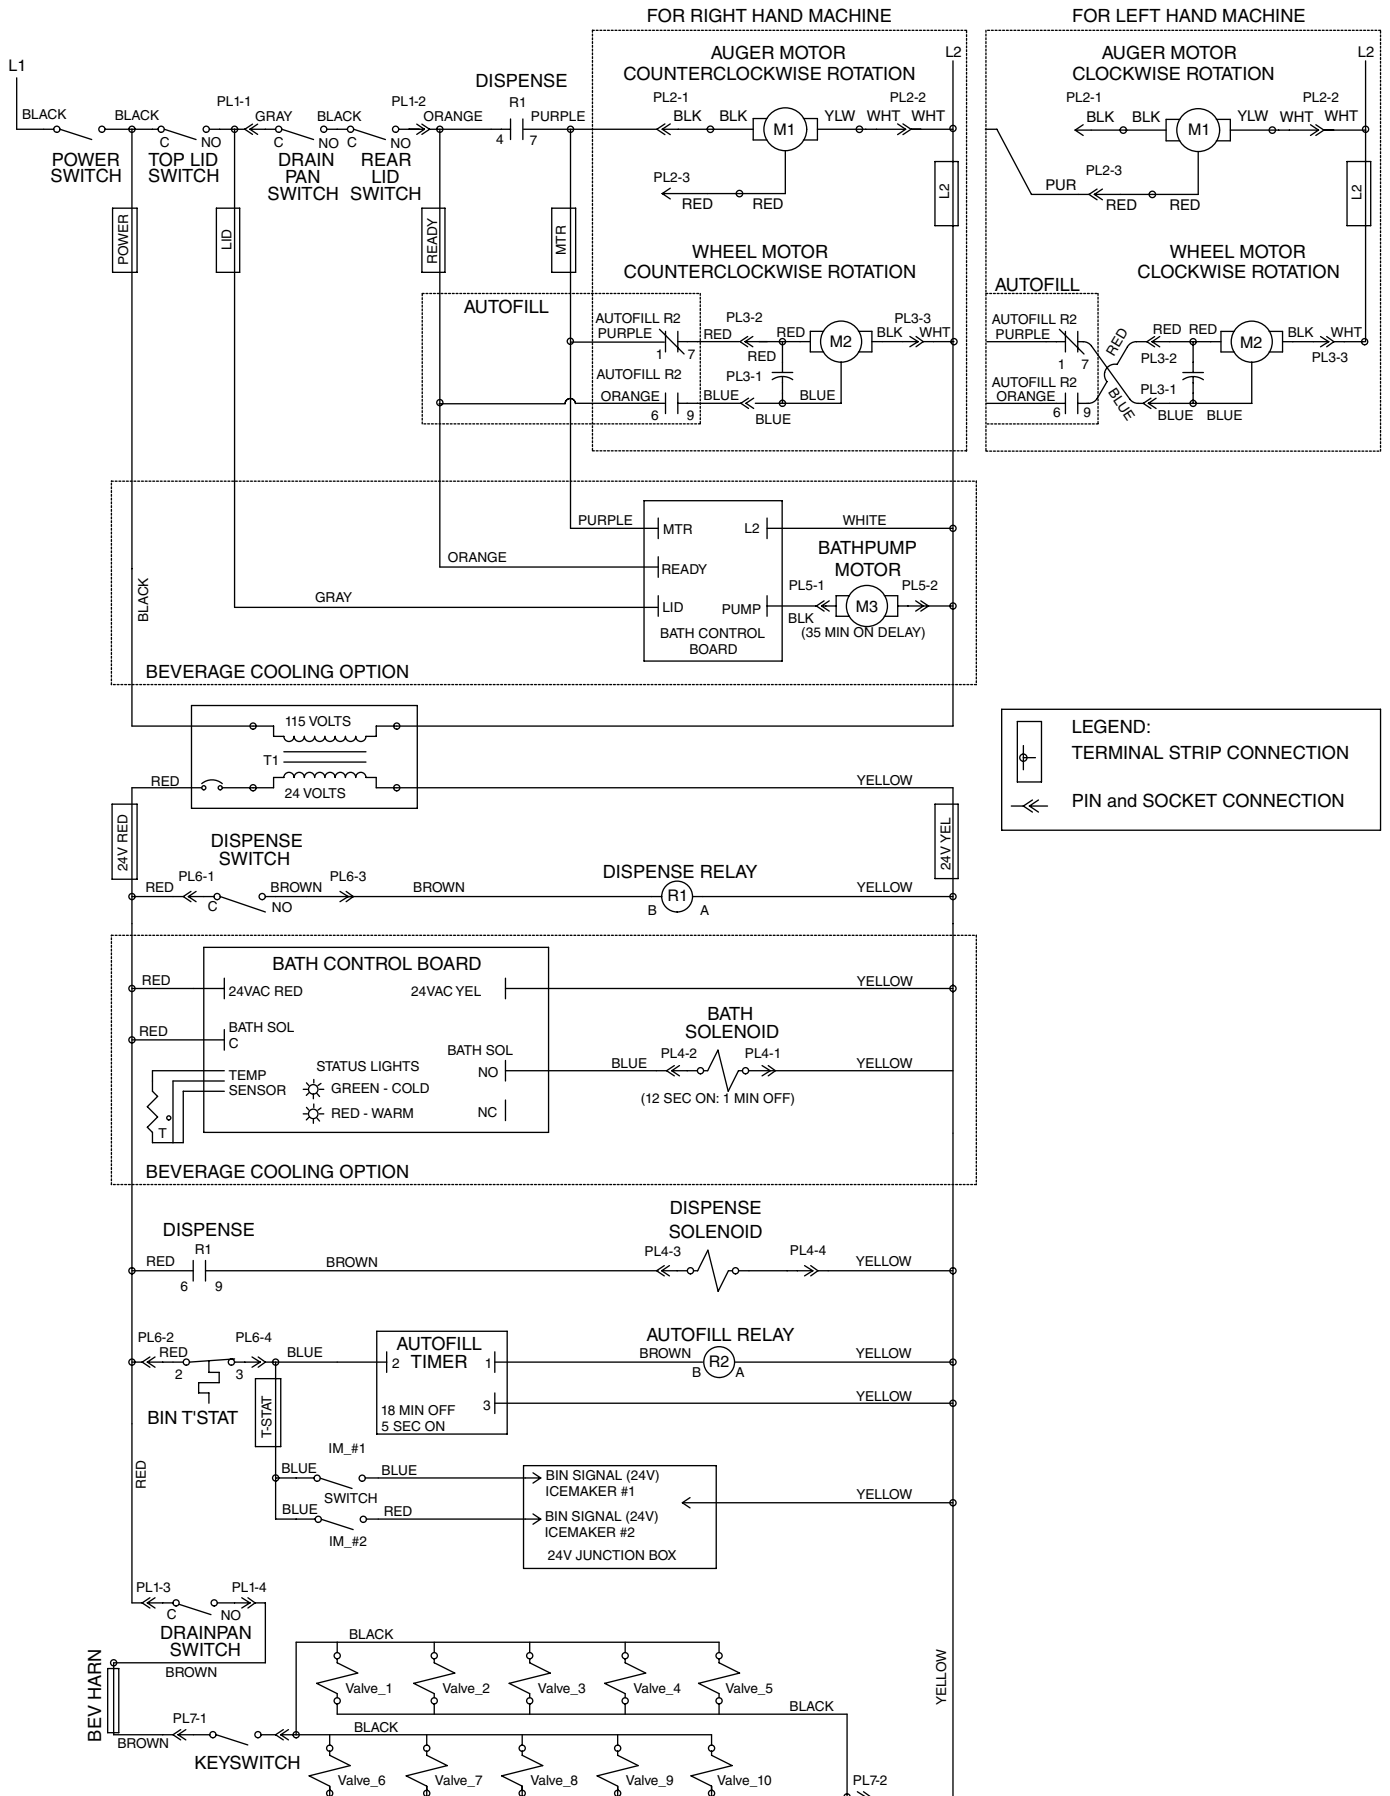 FOR RIGHT HAND MACHINE
FOR LEFT HAND MACHINE
L1
BLACK
POWER
SWITCH
BLACK
TOP LID
SWITCH
C
NO
PL1-1
GRAY
DRAIN
PAN
SWITCH
C
NO
BLACK
REAR
LID
SWITCH
C
NO
PL1-2
ORANGE
DISPENSE
R1
4
7
PURPLE
POWER
LID
READY
MTR
AUGER MOTOR
COUNTERCLOCKWISE ROTATION
L2
PL2-1
BLK
BLK
M1
YLW
WHT
WHT
PL2-2
PL2-3
RED
RED
L2
WHEEL MOTOR
COUNTERCLOCKWISE ROTATION
AUTOFILL
AUTOFILL R2
PURPLE
1
7
RED
PL3-2
RED
RED
M2
BLK
WHT
PL3-3
PL3-1
AUTOFILL R2
ORANGE
6
9
BLUE
BLUE
BLUE
AUGER MOTOR
CLOCKWISE ROTATION
L2
PL2-1
BLK
BLK
M1
YLW
WHT
WHT
PL2-2
PUR
PL2-3
RED
RED
L2
WHEEL MOTOR
CLOCKWISE ROTATION
AUTOFILL
AUTOFILL R2
PURPLE
1
7
RED
RED
RED
PL3-2
M2
BLK
WHT
PL3-3
AUTOFILL R2
ORANGE
6
9
BLUE
PL3-1
BLUE
BLUE
PURPLE
MTR
L2
WHITE
BATHPUMP
MOTOR
ORANGE
READY
PL5-1
PL5-2
GRAY
LID
PUMP
BLK
M3
(35 MIN ON DELAY)
BATH CONTROL
BOARD
BLACK
BEVERAGE COOLING OPTION
115 VOLTS
T1
24 VOLTS
RED
YELLOW
LEGEND:
TERMINAL STRIP CONNECTION
PIN and SOCKET CONNECTION
24V RED
24V YEL
DISPENSE
SWITCH
RED
PL6-1
C
NO
BROWN
PL6-3
BROWN
DISPENSE RELAY
R1
B
A
YELLOW
BATH CONTROL BOARD
RED
24VAC RED
24VAC YEL
YELLOW
RED
BATH SOL
C
BATH
SOLENOID
BATH SOL
NO
BLUE
PL4-2
PL4-1
YELLOW
TEMP
SENSOR
STATUS LIGHTS
GREEN - COLD
RED - WARM
NC
(12 SEC ON: 1 MIN OFF)
T
BEVERAGE COOLING OPTION
DISPENSE
R1
RED
6
9
BROWN
DISPENSE
SOLENOID
PL4-3
PL4-4
YELLOW
PL6-2
RED
2
3
PL6-4
BIN T'STAT
BLUE
AUTOFILL
TIMER
2
1
3
18 MIN OFF
5 SEC ON
AUTOFILL RELAY
BROWN
R2
B
A
YELLOW
YELLOW
T-STAT
RED
IM_#1
BLUE
BLUE
SWITCH
BLUE
RED
IM_#2
BIN SIGNAL (24V)
ICEMAKER #1
BIN SIGNAL (24V)
ICEMAKER #2
24V JUNCTION BOX
YELLOW
PL1-3
PL1-4
C
NO
DRAINPAN
SWITCH
BROWN
BEV HARN
BROWN
PL7-1
KEYSWITCH
BLACK
Valve_1
Valve_2
Valve_3
Valve_4
Valve_5
BLACK
YELLOW
BLACK
Valve_6
Valve_7
Valve_8
Valve_9
Valve_10
PL7-2